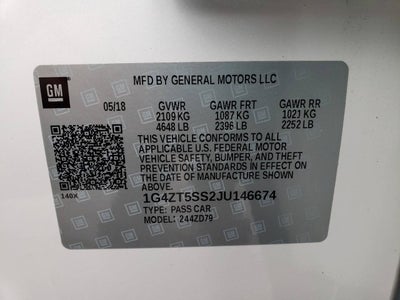 GM
MFD BY GENERAL MOTORS LLC
05/18 GVWR GAWR FRT GAWR RR
2109 KG 1087 KG 1021 KG
4648 LB 2396 LB 2252 LB
THIS VEHICLE CONFORMS TO ALL
APPLICABLE U.S. FEDERAL MOTOR
VEHICLE SAFETY, BUMPER, AND THEFT
PREVENTION STANDARDS IN EFFECT ON
THE DATE OF MANUFACTURE SHOWN
ABOVE.
140X
1G4ZT5SS2JU146674
TYPE: PASS CAR
MODEL: 244ZD79